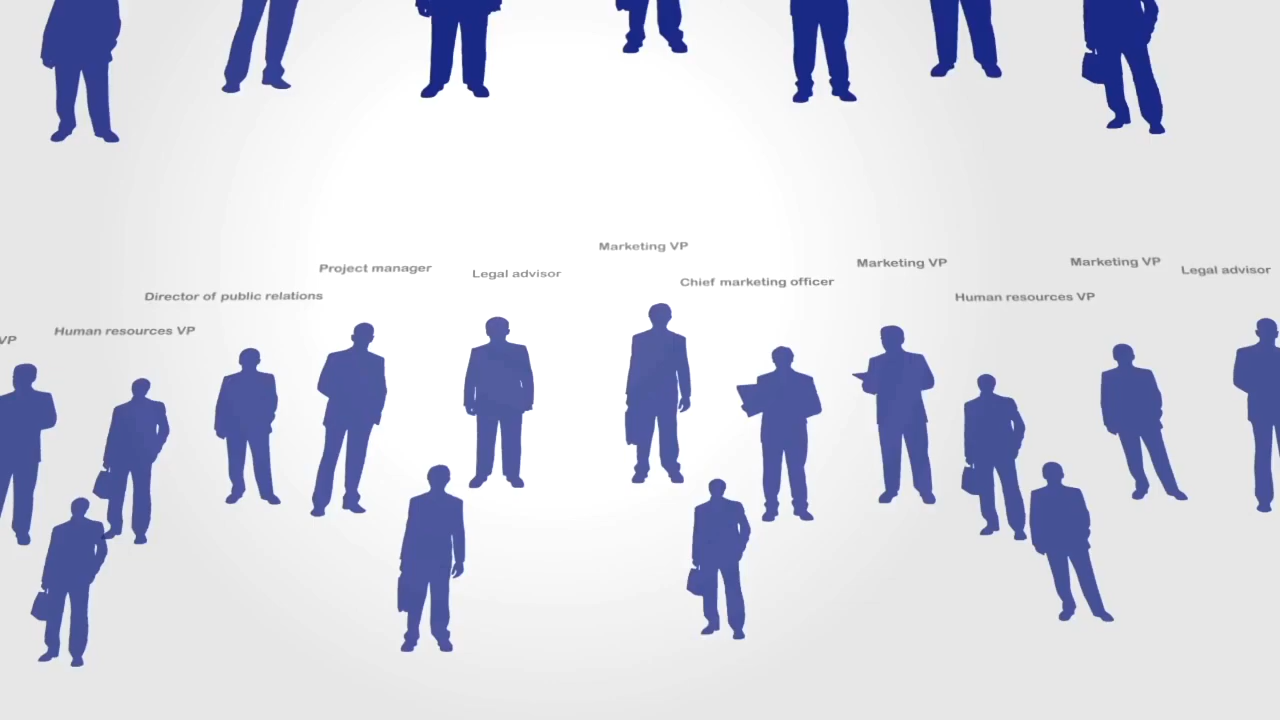 Marketing VP
Project manager
Legal advisor
Chief marketing officer
Marketing VP
Marketing VP
Legal advisor
Director of public relations
Human resources VP
Human resources VP
VP